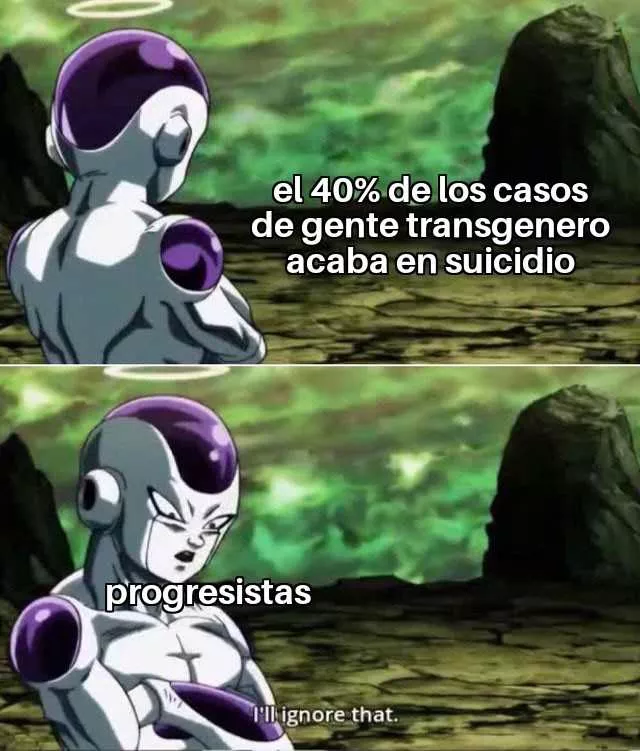 el 40% de los casos
de gente transgenero
acaba en suicidio
progresistas
I'll ignore that.